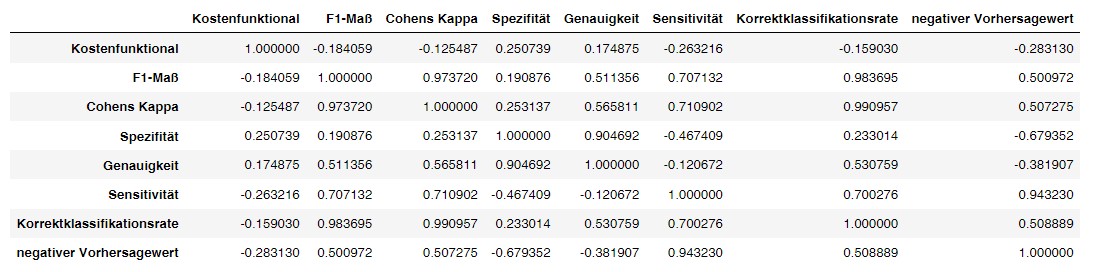 Kostenfunktional F1-Maß Cohens Kappa Spezifität Genauigkeit Sensitivität Korrektklassifikationsrate negativer Vorhersagewert
Kostenfunktional 1.000000 -0.184059 -0.125487 0.250739 0.174875 -0.263216 -0.159030 -0.283130
F1-Maß -0.184059 1.000000 0.973720 0.190876 0.511356 0.707132 0.983695 0.500972
Cohens Kappa -0.125487 0.973720 1.000000 0.253137 0.565811 0.710902 0.990957 0.507275
Spezifität 0.250739 0.190876 0.253137 1.000000 0.904692 -0.467409 0.233014 -0.679352
Genauigkeit 0.174875 0.511356 0.565811 0.904692 1.000000 -0.120672 0.530759 -0.381907
Sensitivität -0.263216 0.707132 0.710902 -0.467409 -0.120672 1.000000 0.700276 0.943230
Korrektklassifikationsrate -0.159030 0.983695 0.990957 0.233014 0.530759 0.700276 1.000000 0.508889
negativer Vorhersagewert -0.283130 0.500972 0.507275 -0.679352 -0.381907 0.943230 0.508889 1.000000